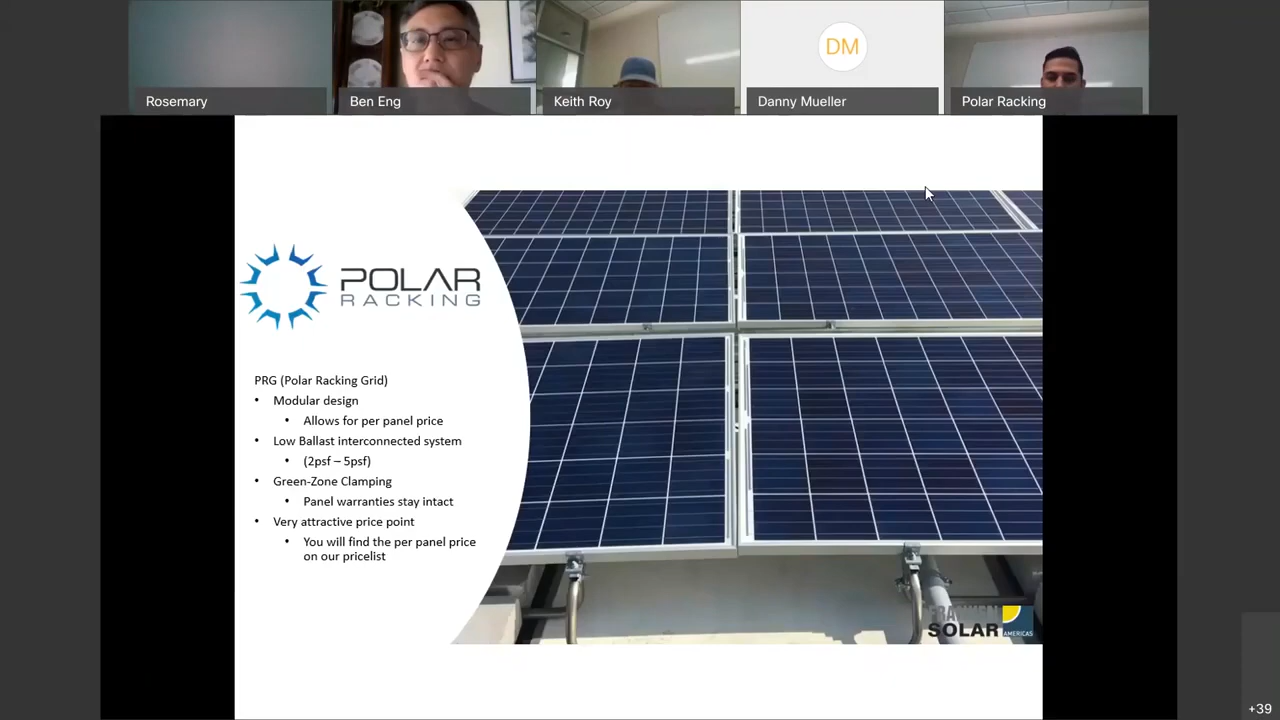 DM
Rosemary
Ben Eng
Keith Roy
Danny Mueller
Polar Racking
POLAR
RACKING
PRG (Polar Racking Grid)
• Modular design
• Allows for per panel price
• Low Ballast interconnected system
• (2psf – 5psf)
• Green-Zone Clamping
• Panel warranties stay intact
• Very attractive price point
• You will find the per panel price
on our pricelist
SOLAR AMERICAS
+39